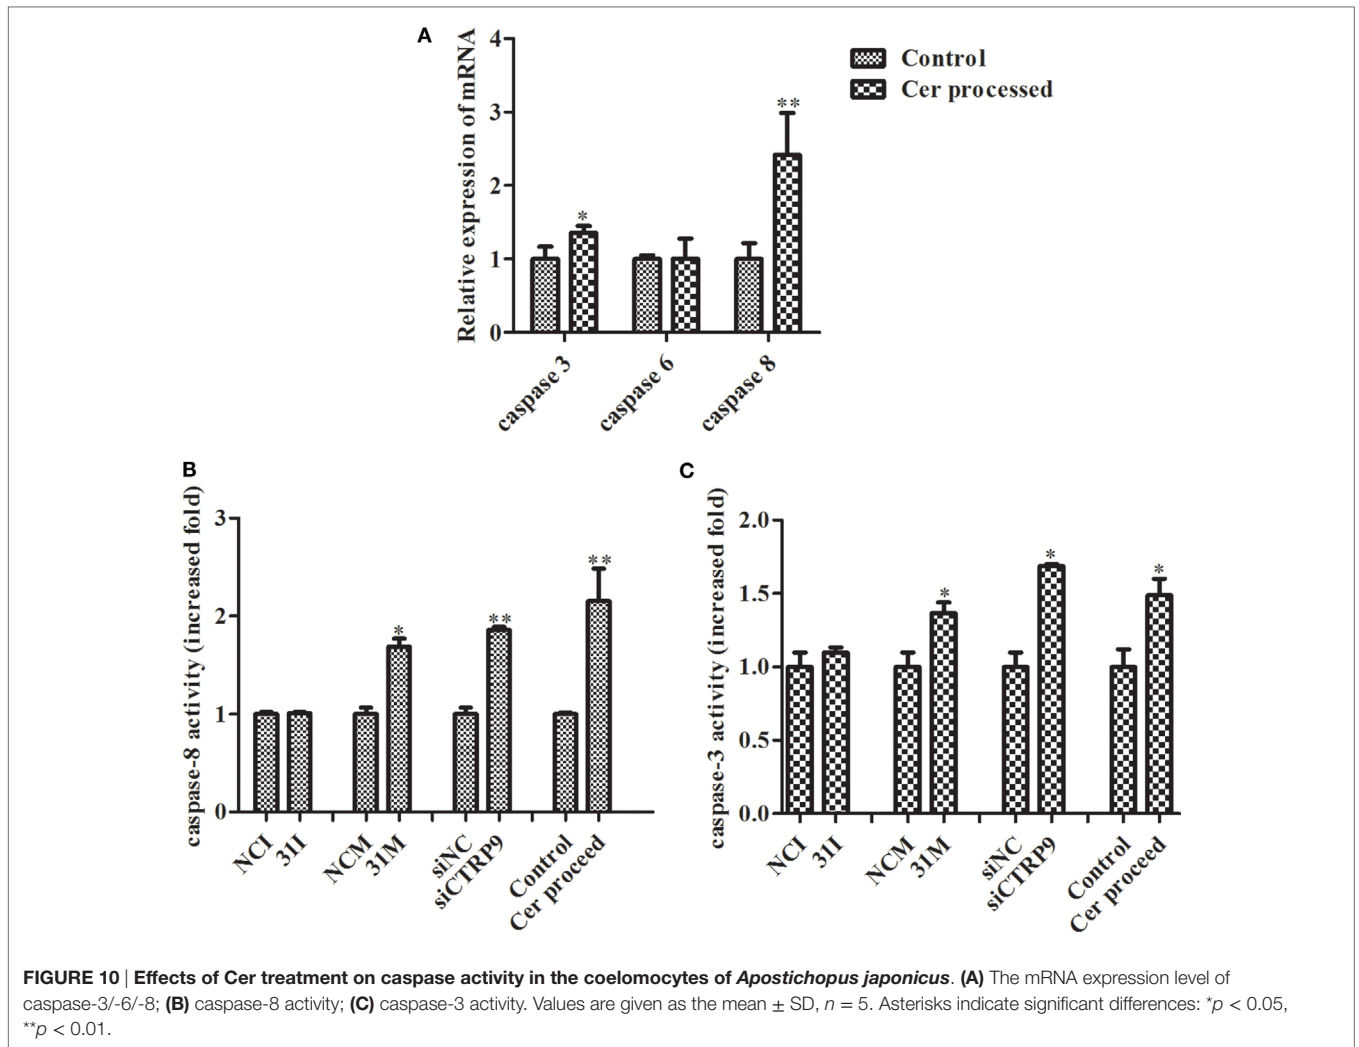 A
Relative expression of mRNA
4
3
2
1
0
*
**
Control
Cer processed
caspase 3
caspase 6
caspase 8
B
caspase-8 activity (increased fold)
3
2
1
0
*
**
**
NCI
31I
NCM
31M
siNC
siCTRP9
Control
Cer proceed
C
caspase-3 activity (increased fold)
2.0
1.5
1.0
0.5
0.0
*
*
*
NCI
31I
NCM
31M
siNC
siCTRP9
Control
Cer proceed
FIGURE 10 | Effects of Cer treatment on caspase activity in the coelomocytes of Apostichopus japonicus. (A) The mRNA expression level of
caspase-3/-6/-8; (B) caspase-8 activity; (C) caspase-3 activity. Values are given as the mean ± SD, n = 5. Asterisks indicate significant differences: *p < 0.05,
**p < 0.01.